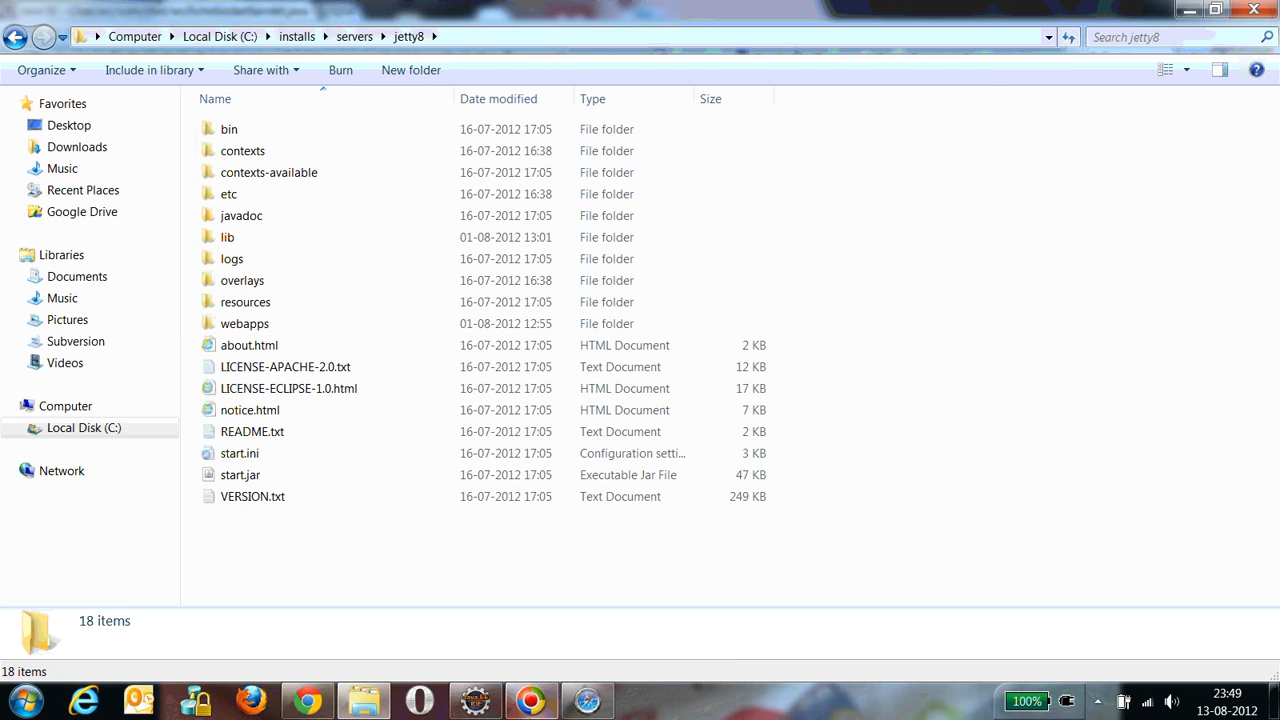 Computer Local Disk (C:) installs servers jetty8
Search jetty8
Organize Include in library Share with Burn New folder
Name Date modified Type Size
Favorites
Desktop
Downloads
Music
Recent Places
Google Drive
Libraries
Documents
Music
Pictures
Subversion
Videos
Computer
Local Disk (C:)
Network
bin 16-07-2012 17:05 File folder
contexts 16-07-2012 16:38 File folder
contexts-available 16-07-2012 17:05 File folder
etc 16-07-2012 16:38 File folder
javadoc 16-07-2012 17:05 File folder
lib 01-08-2012 13:01 File folder
logs 16-07-2012 17:05 File folder
overlays 16-07-2012 16:38 File folder
resources 16-07-2012 17:05 File folder
webapps 01-08-2012 12:55 File folder
about.html 16-07-2012 17:05 HTML Document 2 KB
LICENSE-APACHE-2.0.txt 16-07-2012 17:05 Text Document 12 KB
LICENSE-ECLIPSE-1.0.html 16-07-2012 17:05 HTML Document 17 KB
notice.html 16-07-2012 17:05 HTML Document 7 KB
README.txt 16-07-2012 17:05 Text Document 2 KB
start.ini 16-07-2012 17:05 Configuration setti... 3 KB
start.jar 16-07-2012 17:05 Executable Jar File 47 KB
VERSION.txt 16-07-2012 17:05 Text Document 249 KB
18 items
18 items
100%
23:49
13-08-2012